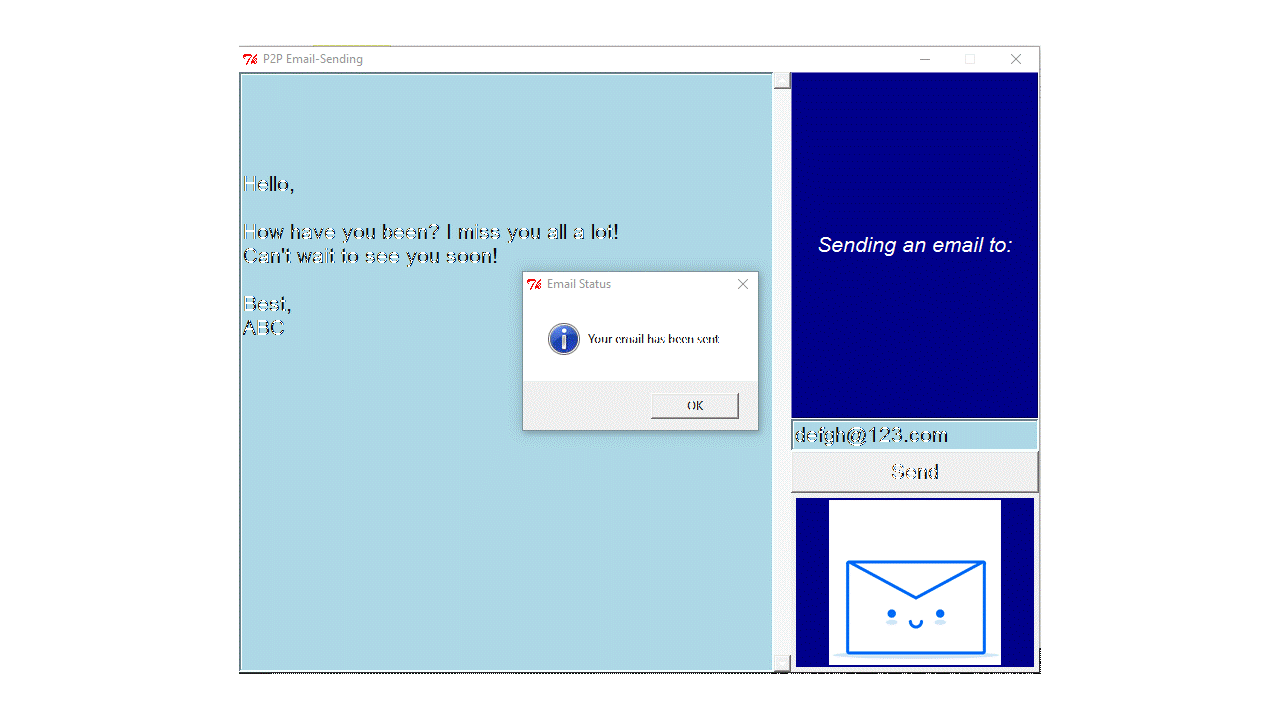 P2P Email-Sending
Hello,
How have you been? I miss you all a lot!
Can't wait to see you soon!
Best,
ABC
Email Status
Your email has been sent
OK
Sending an email to:
defgh@123.com
Send